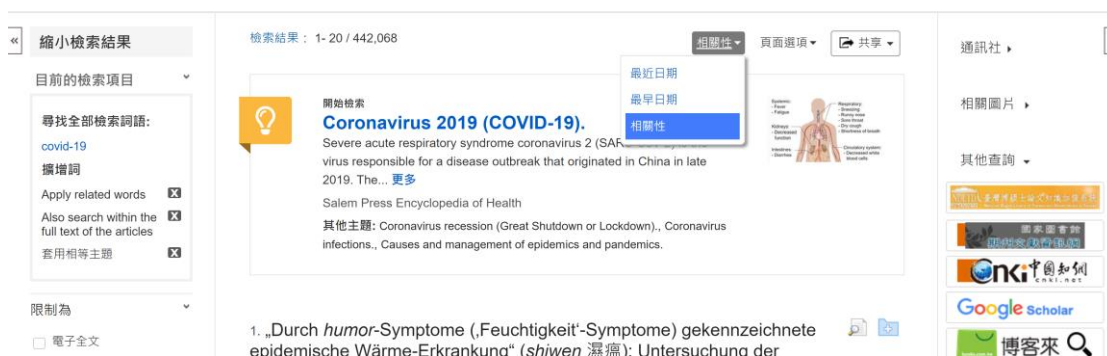 «
縮小檢索結果
目前的檢索項目
尋找全部檢索詞語:
covid-19
擴增詞
Apply related words
Also search within the
full text of the articles
套用相等主題
限制為
電子全文
檢索結果： 1- 20 / 442,068
相關性
頁面選項
共享
最近日期
最早日期
相關性
開始檢索
Coronavirus 2019 (COVID-19).
Severe acute respiratory syndrome coronavirus 2 (SAR
virus responsible for a disease outbreak that originated in China in late
2019. The... 更多
Salem Press Encyclopedia of Health
其他主題: Coronavirus recession (Great Shutdown or Lockdown)., Coronavirus
infections., Causes and management of epidemics and pandemics.
1. „Durch humor-Symptome (‚Feuchtigkeit‘-Symptome) gekennzeichnete
epidemische Wärme-Erkrankung“ (shiwen 濕瘟): Untersuchung der
通訊社
相關圖片
其他查詢
國家圖書館
cnki 中国知网
cnki.net
Google Scholar
博客來